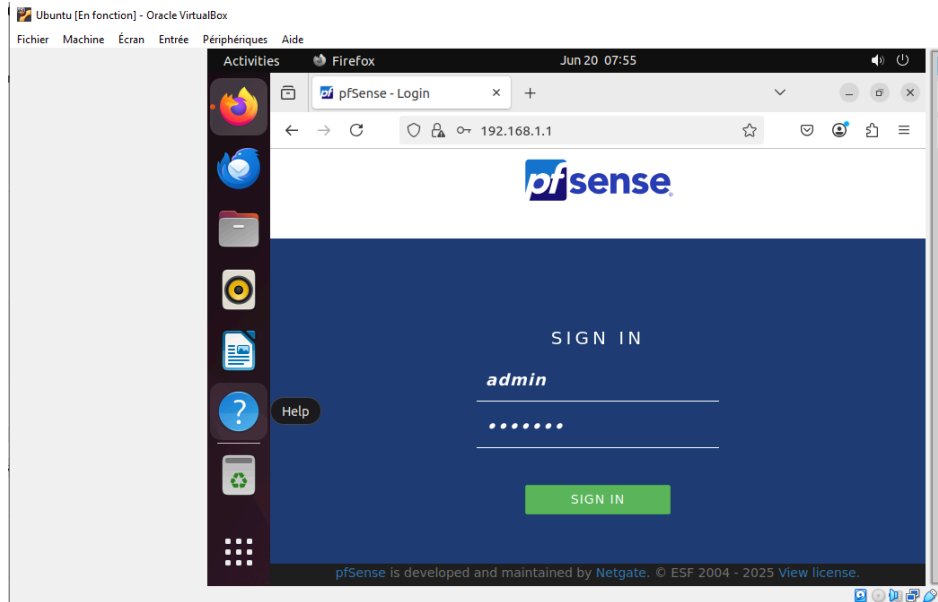 Ubuntu [En fonction] - Oracle VirtualBox
Fichier Machine Écran Entrée Périphériques Aide
Activities Firefox Jun 20 07:55
pfSense - Login
192.168.1.1
pfsense
SIGN IN
admin
Help
SIGN IN
pfSense is developed and maintained by Netgate. © ESF 2004 - 2025 View license.